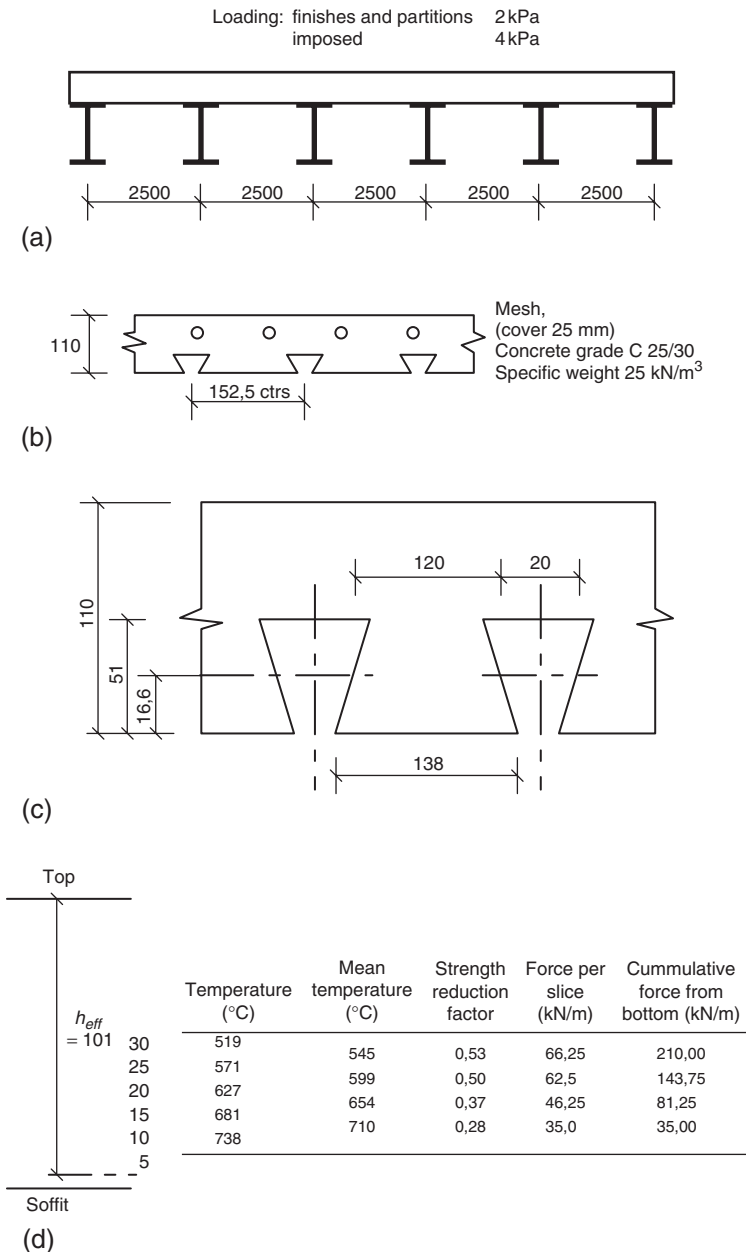 Loading: finishes and partitions 2 kPa
imposed 4 kPa
2500 2500 2500 2500 2500
(a)
110
152,5 ctrs
Mesh,
(cover 25 mm)
Concrete grade C 25/30
Specific weight 25 kN/m³
(b)
110
51
16,6
120
20
138
(c)
Top
h_eff
= 101
30
25
20
15
10
5
Soffit
Temperature (°C)
Mean temperature (°C)
Strength reduction factor
Force per slice (kN/m)
Cummulative force from bottom (kN/m)
519
545 0,53 66,25 210,00
571
599 0,50 62,5 143,75
627
654 0,37 46,25 81,25
681
710 0,28 35,0 35,00
738
(d)